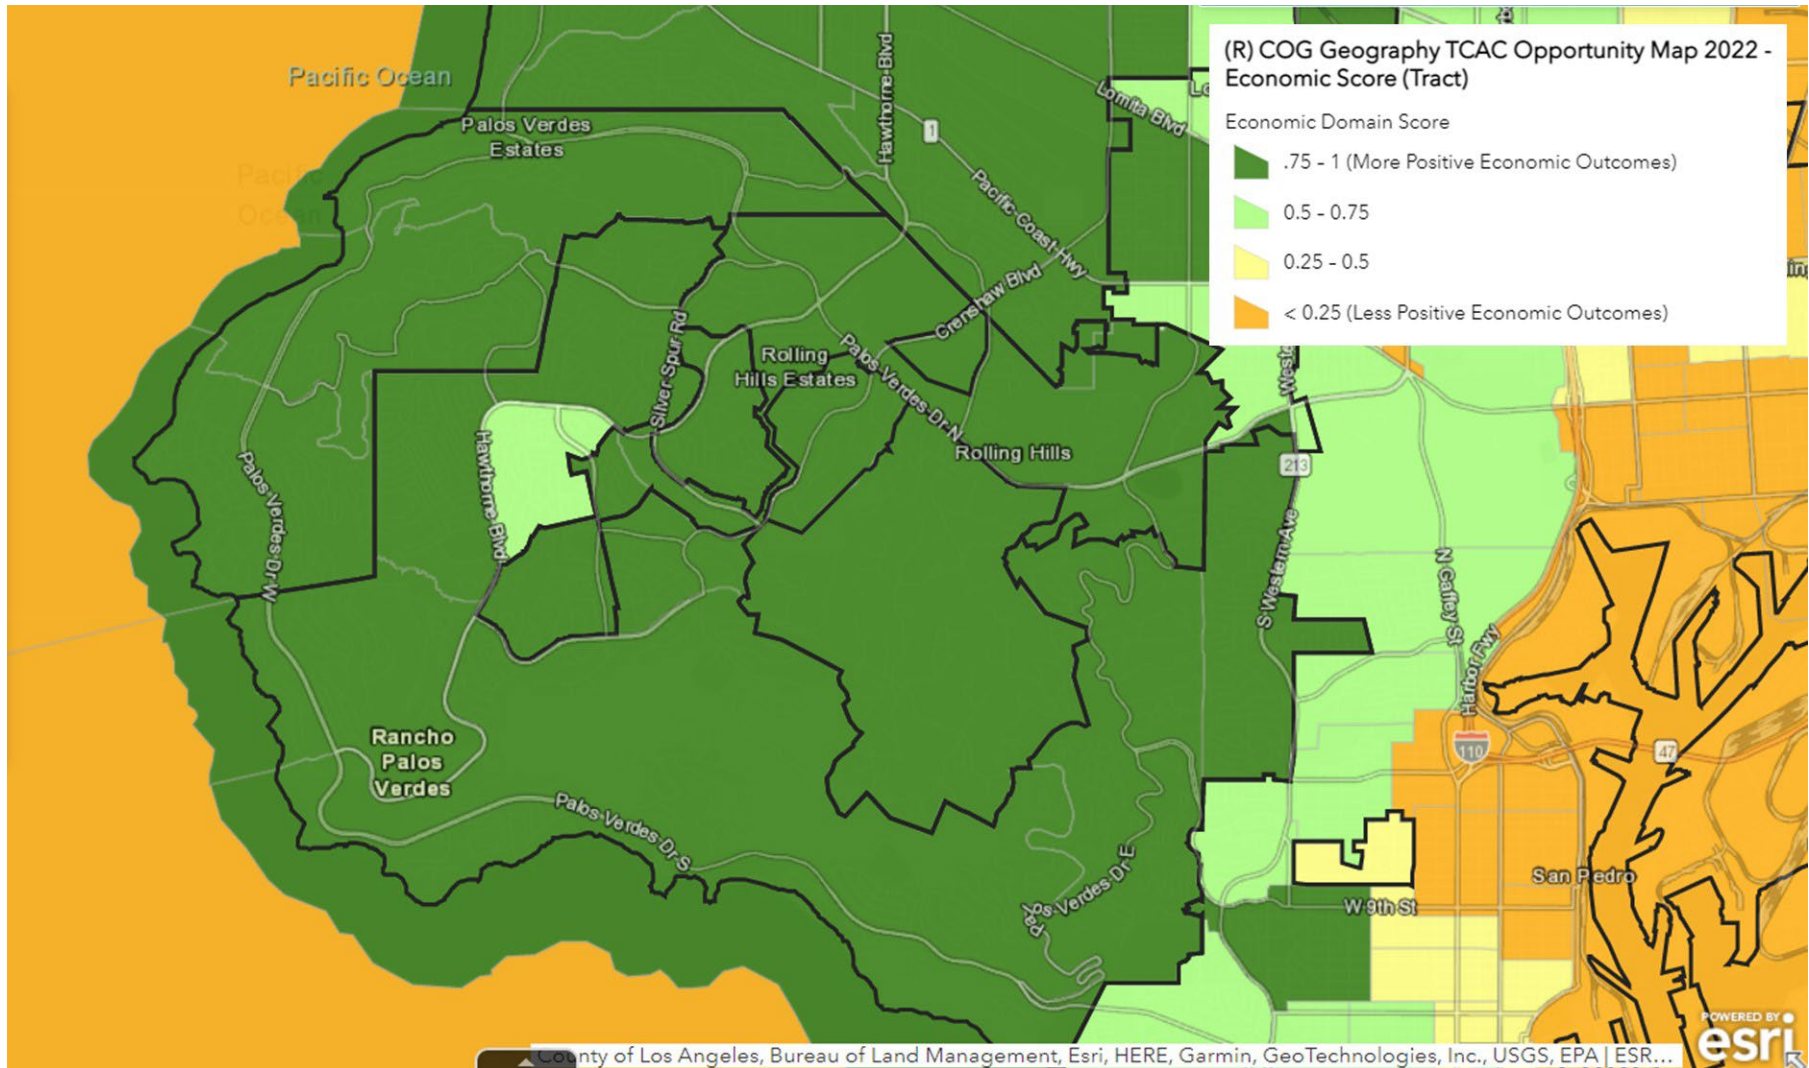 (R) COG Geography TCAC Opportunity Map 2022 -
Economic Score (Tract)
Economic Domain Score
.75 - 1 (More Positive Economic Outcomes)
0.5 - 0.75
0.25 - 0.5
< 0.25 (Less Positive Economic Outcomes)
Pacific Ocean
Pacific
Ocean
Palos Verdes
Estates
Hawthorne Blvd
1
Lomita Blvd
Pacific Coast Hwy
Crenshaw Blvd
Silver Spur Rd
Rolling
Hills Estates
Palos Verdes Dr N
Rolling Hills
Hawthorne Blvd
Palos Verdes Dr W
213
S Western Ave
N Gaffey St
Harbor Fwy
110
47
Rancho
Palos
Verdes
Palos Verdes Dr S
Palos Verdes Dr E
San Pedro
W 9th St
County of Los Angeles, Bureau of Land Management, Esri, HERE, Garmin, GeoTechnologies, Inc., USGS, EPA | ESR...
POWERED BY
esri